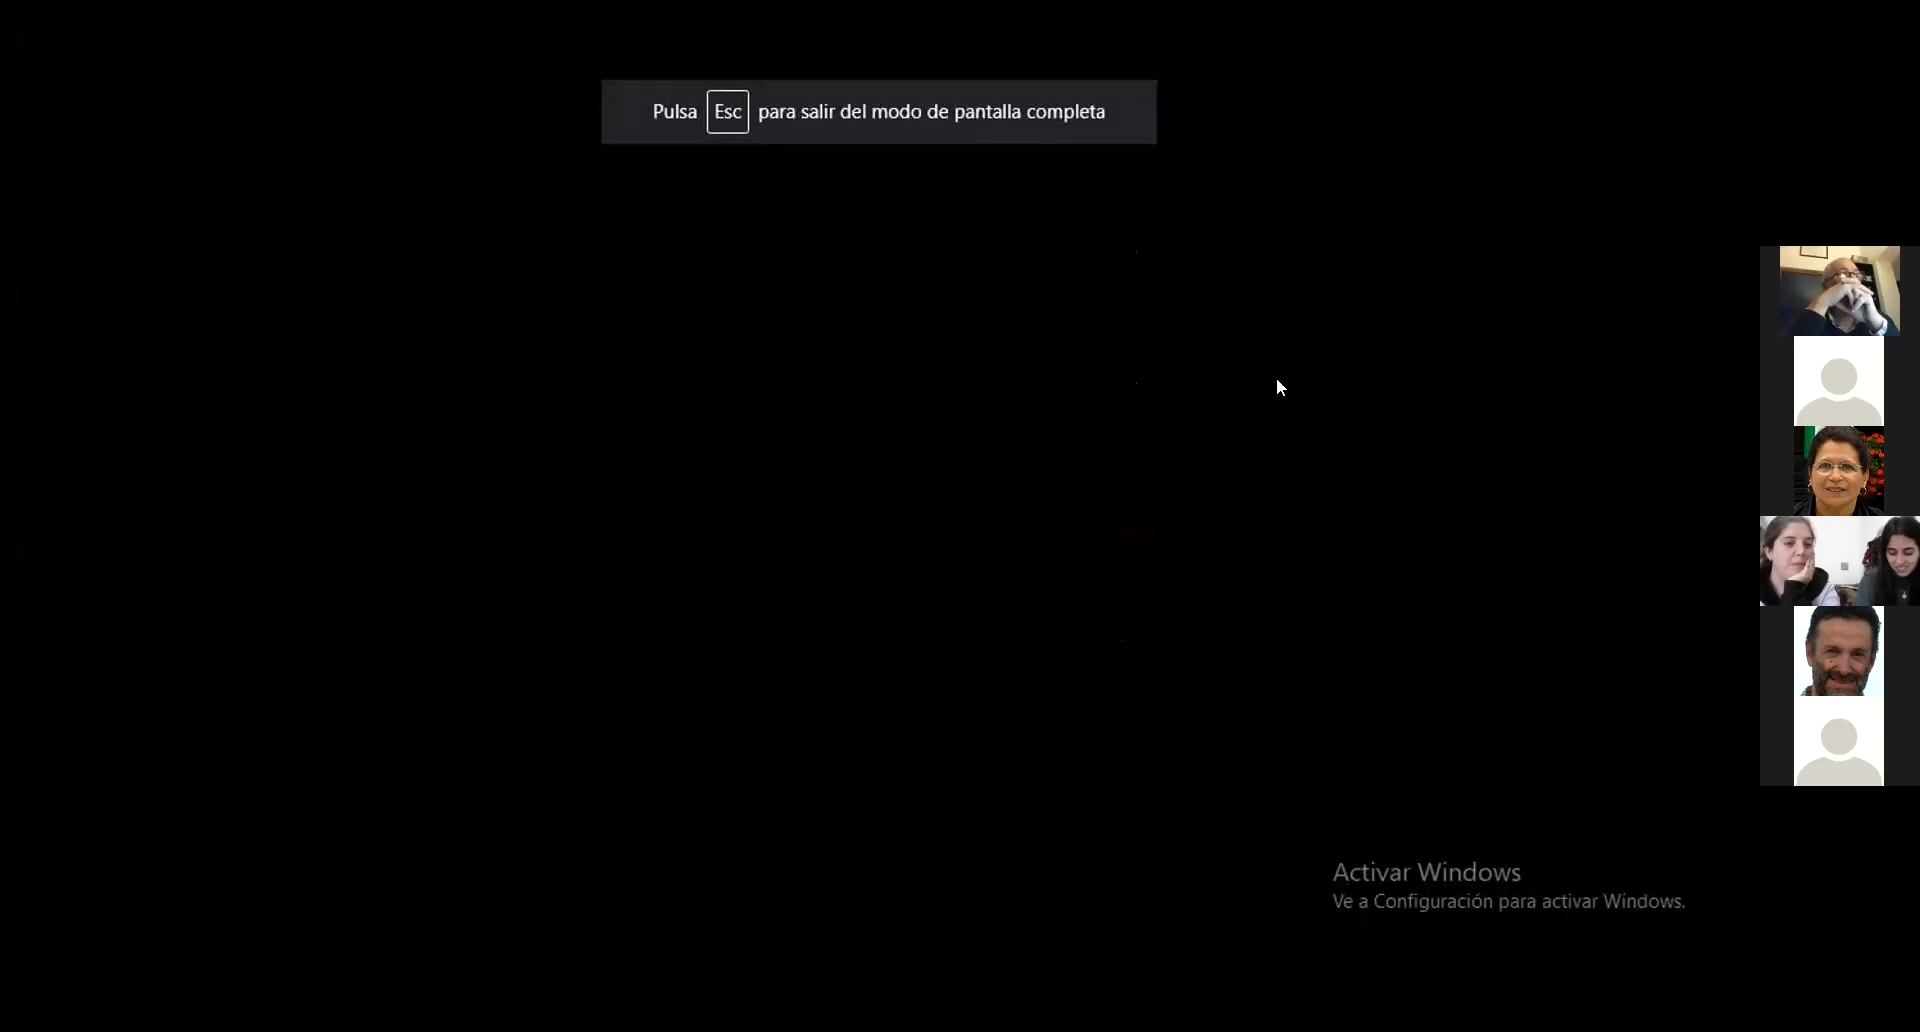 Pulsa Esc para salir del modo de pantalla completa
Activar Windows
Ve a Configuración para activar Windows.